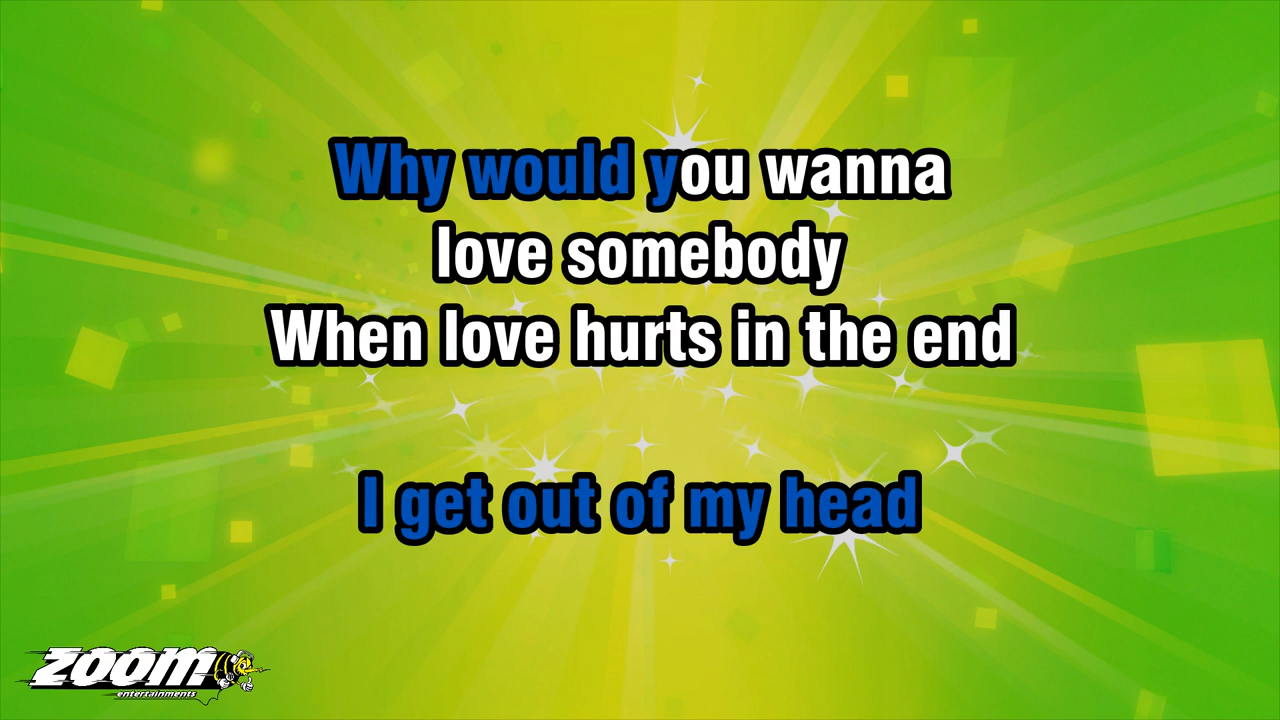 Why would you wanna
love somebody
When love hurts in the end
I get out of my head
ZOOM
entertainments